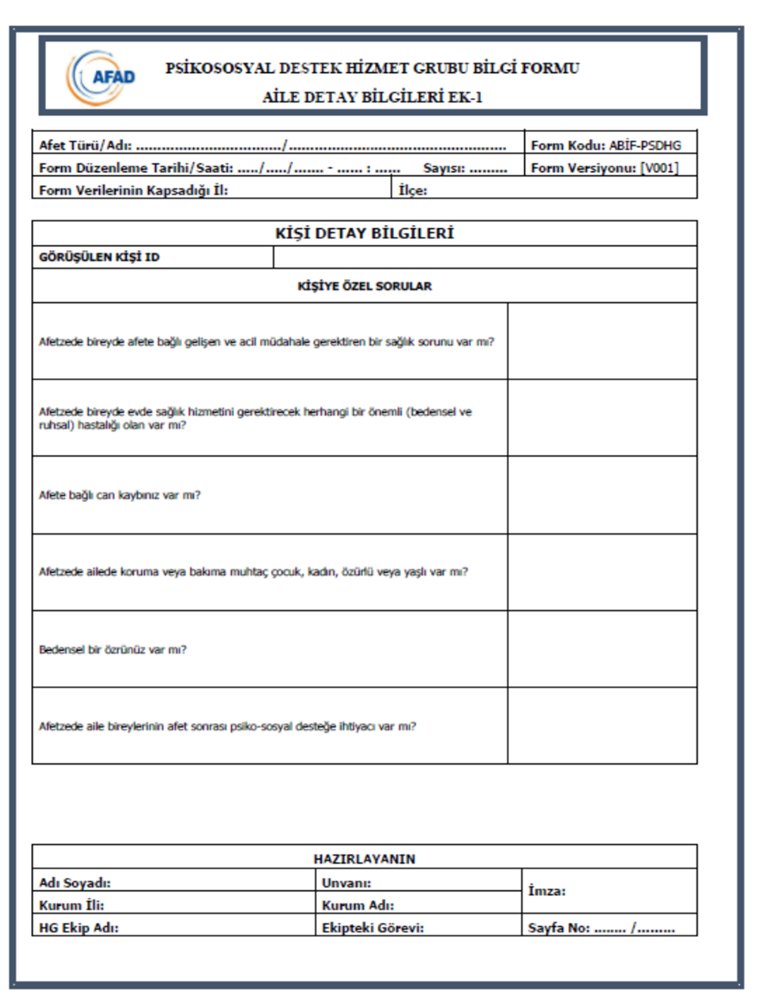 AFAD
PSİKOSOSYAL DESTEK HİZMET GRUBU BİLGİ FORMU
AİLE DETAY BİLGİLERİ EK-1
Afet Türü/Adı: ................................../................................................... Form Kodu: ABİF-PSDHG
Form Düzenleme Tarihi/Saati: ...../...../....... - ...... : ...... Sayısı: ......... Form Versiyonu: [V001]
Form Verilerinin Kapsadığı İl: İlçe:
KİŞİ DETAY BİLGİLERİ
GÖRÜŞÜLEN KİŞİ ID
KİŞİYE ÖZEL SORULAR
Afetzede bireyde afete bağlı gelişen ve acil müdahale gerektiren bir sağlık sorunu var mı?
Afetzede bireyde evde sağlık hizmetini gerektirecek herhangi bir önemli (bedensel ve
ruhsal) hastalığı olan var mı?
Afete bağlı can kaybınız var mı?
Afetzede ailede koruma veya bakıma muhtaç çocuk, kadın, özürlü veya yaşlı var mı?
Bedensel bir özrünüz var mı?
Afetzede aile bireylerinin afet sonrası psiko-sosyal desteğe ihtiyacı var mı?
HAZIRLAYANIN
Adı Soyadı: Unvanı: İmza:
Kurum İli: Kurum Adı:
HG Ekip Adı: Ekipteki Görevi: Sayfa No: ........ /.........